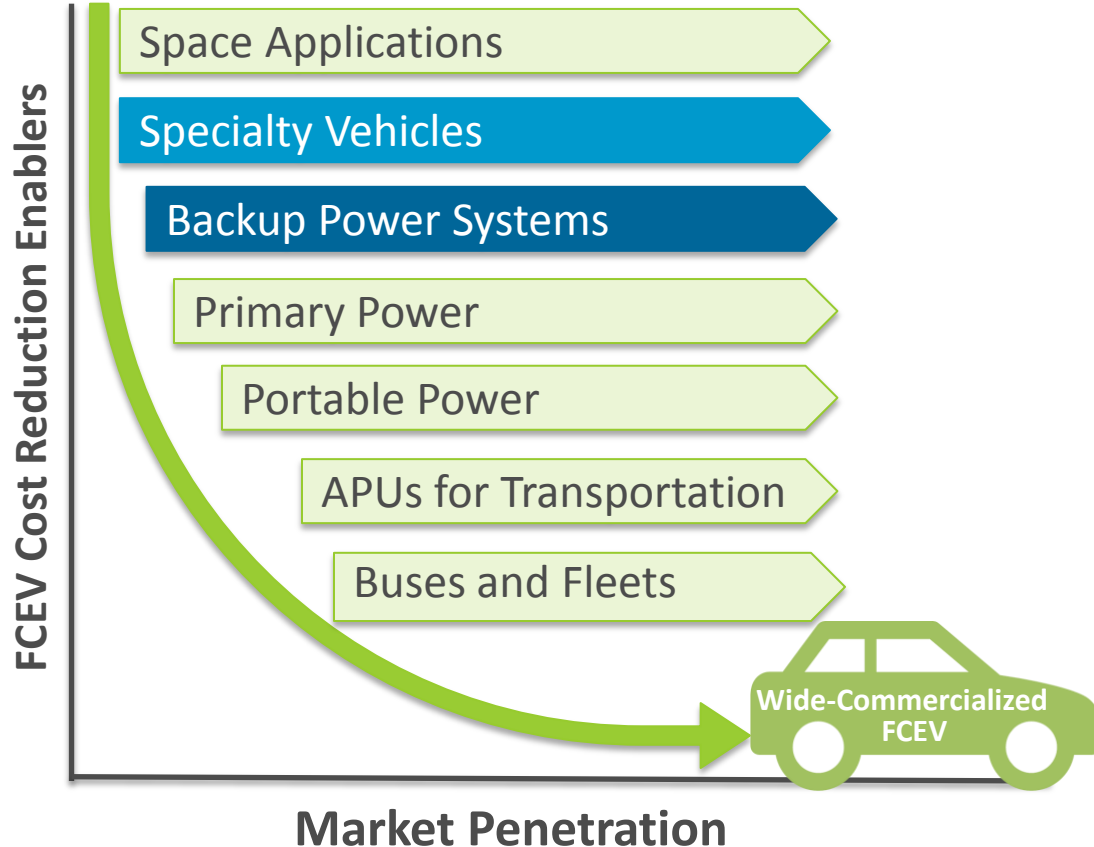 FCEV Cost Reduction Enablers
Space Applications
Specialty Vehicles
Backup Power Systems
Primary Power
Portable Power
APUs for Transportation
Buses and Fleets
Wide-Commercialized
FCEV
Market Penetration